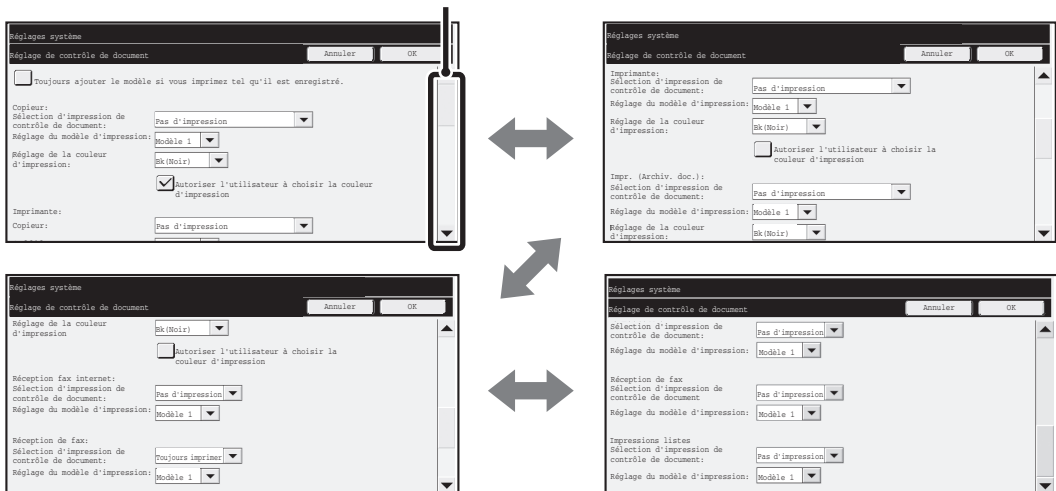 Réglages système
Réglage de contrôle de document
Annuler
OK
Toujours ajouter le modèle si vous imprimez tel qu'il est enregistré.
Copieur:
Sélection d'impression de
contrôle de document:
Pas d'impression
Réglage du modèle d'impression:
Modèle 1
Réglage de la couleur
d'impression:
Bk(Noir)
Autoriser l'utilisateur à choisir la couleur
d'impression
Imprimante:
Copieur:
Pas d'impression
Réglages système
Réglage de contrôle de document
Annuler
OK
Imprimante:
Sélection d'impression de
contrôle de document:
Pas d'impression
Réglage du modèle d'impression:
Modèle 1
Réglage de la couleur
d'impression:
Bk(Noir)
Autoriser l'utilisateur à choisir la
couleur d'impression
Impr. (Archiv. doc.):
Sélection d'impression de
contrôle de document:
Pas d'impression
Réglage du modèle d'impression:
Modèle 1
Réglage de la couleur
d'impression:
Bk(Noir)
Réglages système
Réglage de contrôle de document
Annuler
OK
Réglage de la couleur
d'impression
Bk(Noir)
Autoriser l'utilisateur à choisir la
couleur d'impression
Réception fax internet:
Sélection d'impression de
contrôle de document:
Pas d'impression
Réglage du modèle d'impression:
Modèle 1
Réception de fax:
Sélection d'impression de
contrôle de document:
Toujours imprimer
Réglage du modèle d'impression:
Modèle 1
Réglages système
Réglage de contrôle de document
Annuler
OK
Sélection d'impression de
contrôle de document:
Pas d'impression
Réglage du modèle d'impression:
Modèle 1
Réception de fax
Sélection d'impression de
contrôle de document
Pas d'impression
Réglage du modèle d'impression:
Modèle 1
Impressions listes
Sélection d'impression de
contrôle de document:
Pas d'impression
Réglage du modèle d'impression:
Modèle 1